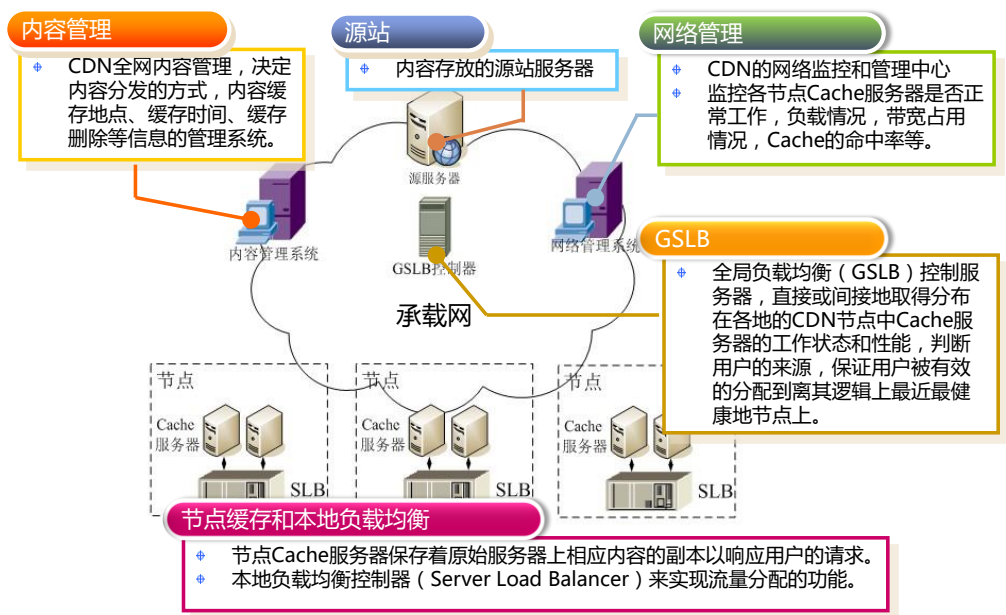 内容管理
CDN全网内容管理，决定
内容分发的方式，内容缓
存地点、缓存时间、缓存
删除等信息的管理系统。
源站
内容存放的源站服务器
网络管理
CDN的网络监控和管理中心
监控各节点Cache服务器是否正
常工作，负载情况，带宽占用
情况，Cache的命中率等。
源服务器
内容管理系统
GSLB控制器
网络管理系统
承载网
GSLB
全局负载均衡（GSLB）控制服
务器，直接或间接地取得分布
在各地的CDN节点中Cache服
务器的工作状态和性能，判断
用户的来源，保证用户被有效
的分配到离其逻辑上最近最健
康地节点上。
节点
Cache
服务器
SLB
节点
Cache
服务器
SLB
节点
Cache
服务器
SLB
节点缓存和本地负载均衡
节点Cache服务器保存着原始服务器上相应内容的副本以响应用户的请求。
本地负载均衡控制器（Server Load Balancer）来实现流量分配的功能。